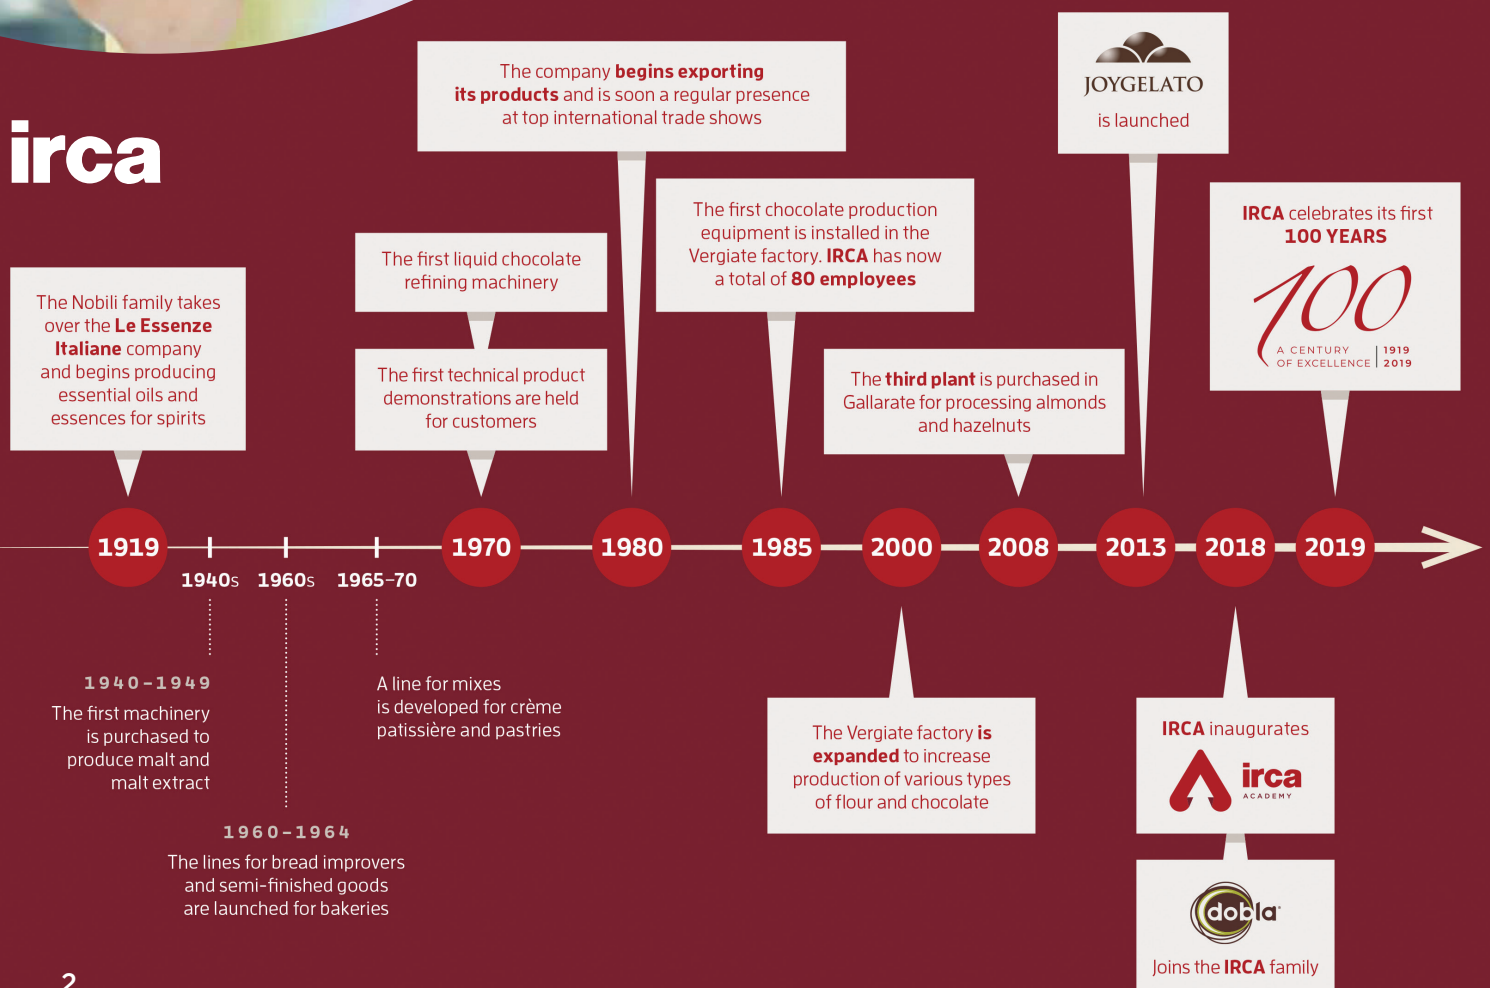 irca
The Nobili family takes
over the Le Essenze
Italiane company
and begins producing
essential oils and
essences for spirits
The first liquid chocolate
refining machinery
The first technical product
demonstrations are held
for customers
The company begins exporting
its products and is soon a regular presence
at top international trade shows
The first chocolate production
equipment is installed in the
Vergiate factory. IRCA has now
a total of 80 employees
The third plant is purchased in
Gallarate for processing almonds
and hazelnuts
JOYGELATO
is launched
IRCA celebrates its first
100 YEARS
100
A CENTURY
OF EXCELLENCE
1919
2019
1919
1940s
1960s
1965-70
1970
1980
1985
2000
2008
2013
2018
2019
1940-1949
The first machinery
is purchased to
produce malt and
malt extract
1960-1964
The lines for bread improvers
and semi-finished goods
are launched for bakeries
A line for mixes
is developed for crème
patissière and pastries
The Vergiate factory is
expanded to increase
production of various types
of flour and chocolate
IRCA inaugurates
irca
ACADEMY
dobla®
Joins the IRCA family
2